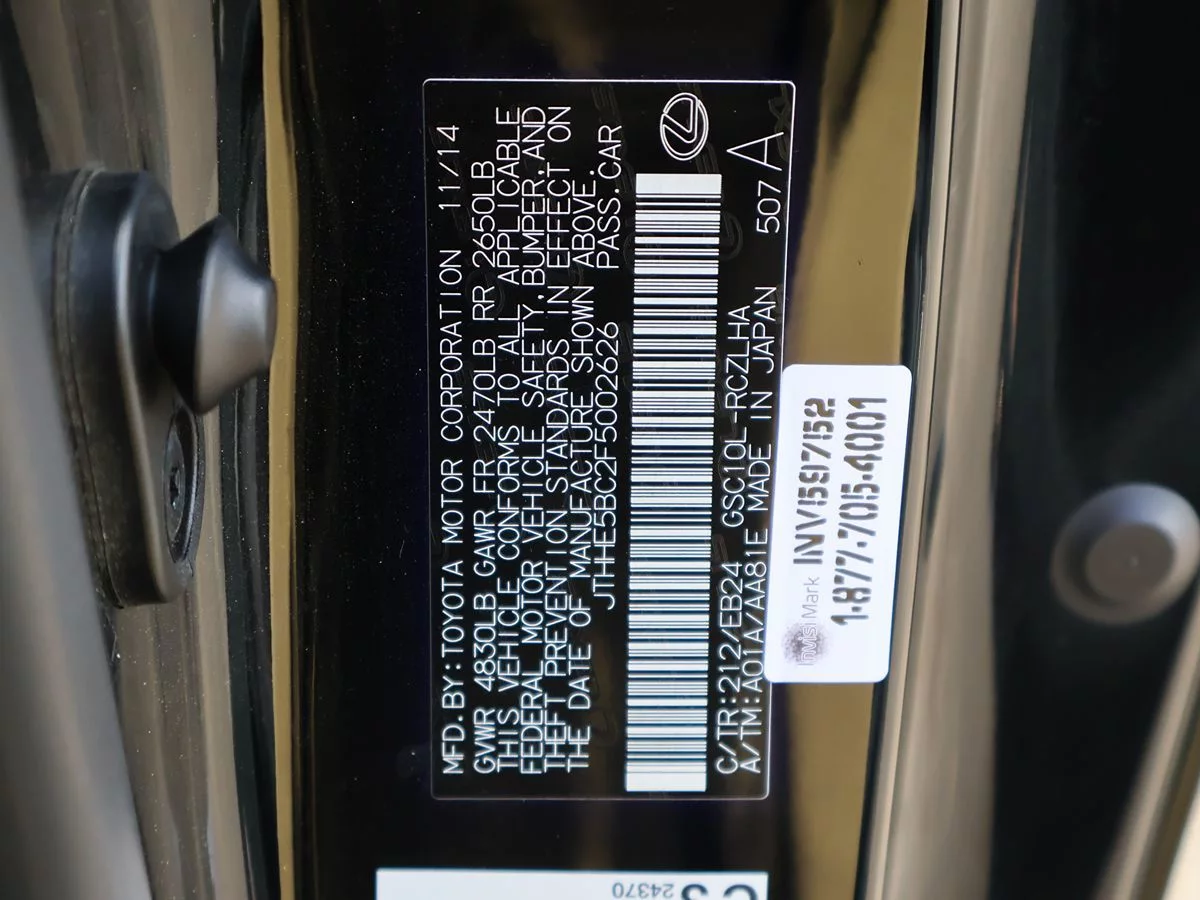 MFD.BY:TOYOTA MOTOR CORPORATION 11/14
GVWR 4830LB GAWR FR 2470LB RR 2650LB
THIS VEHICLE CONFORMS TO ALL APPLICABLE
FEDERAL MOTOR VEHICLE SAFETY,BUMPER,AND
THEFT PREVENTION STANDARDS IN EFFECT ON
THE DATE OF MANUFACTURE SHOWN ABOVE.
JTHHE5BC2F5002626 PASS.CAR
C/TR:212/EB24 GSC10L-RCZLHA
A/TM:A01A/AA81E MADE IN JAPAN 507 A
Invisi Mark INV597152
1-877-705-4001
24370